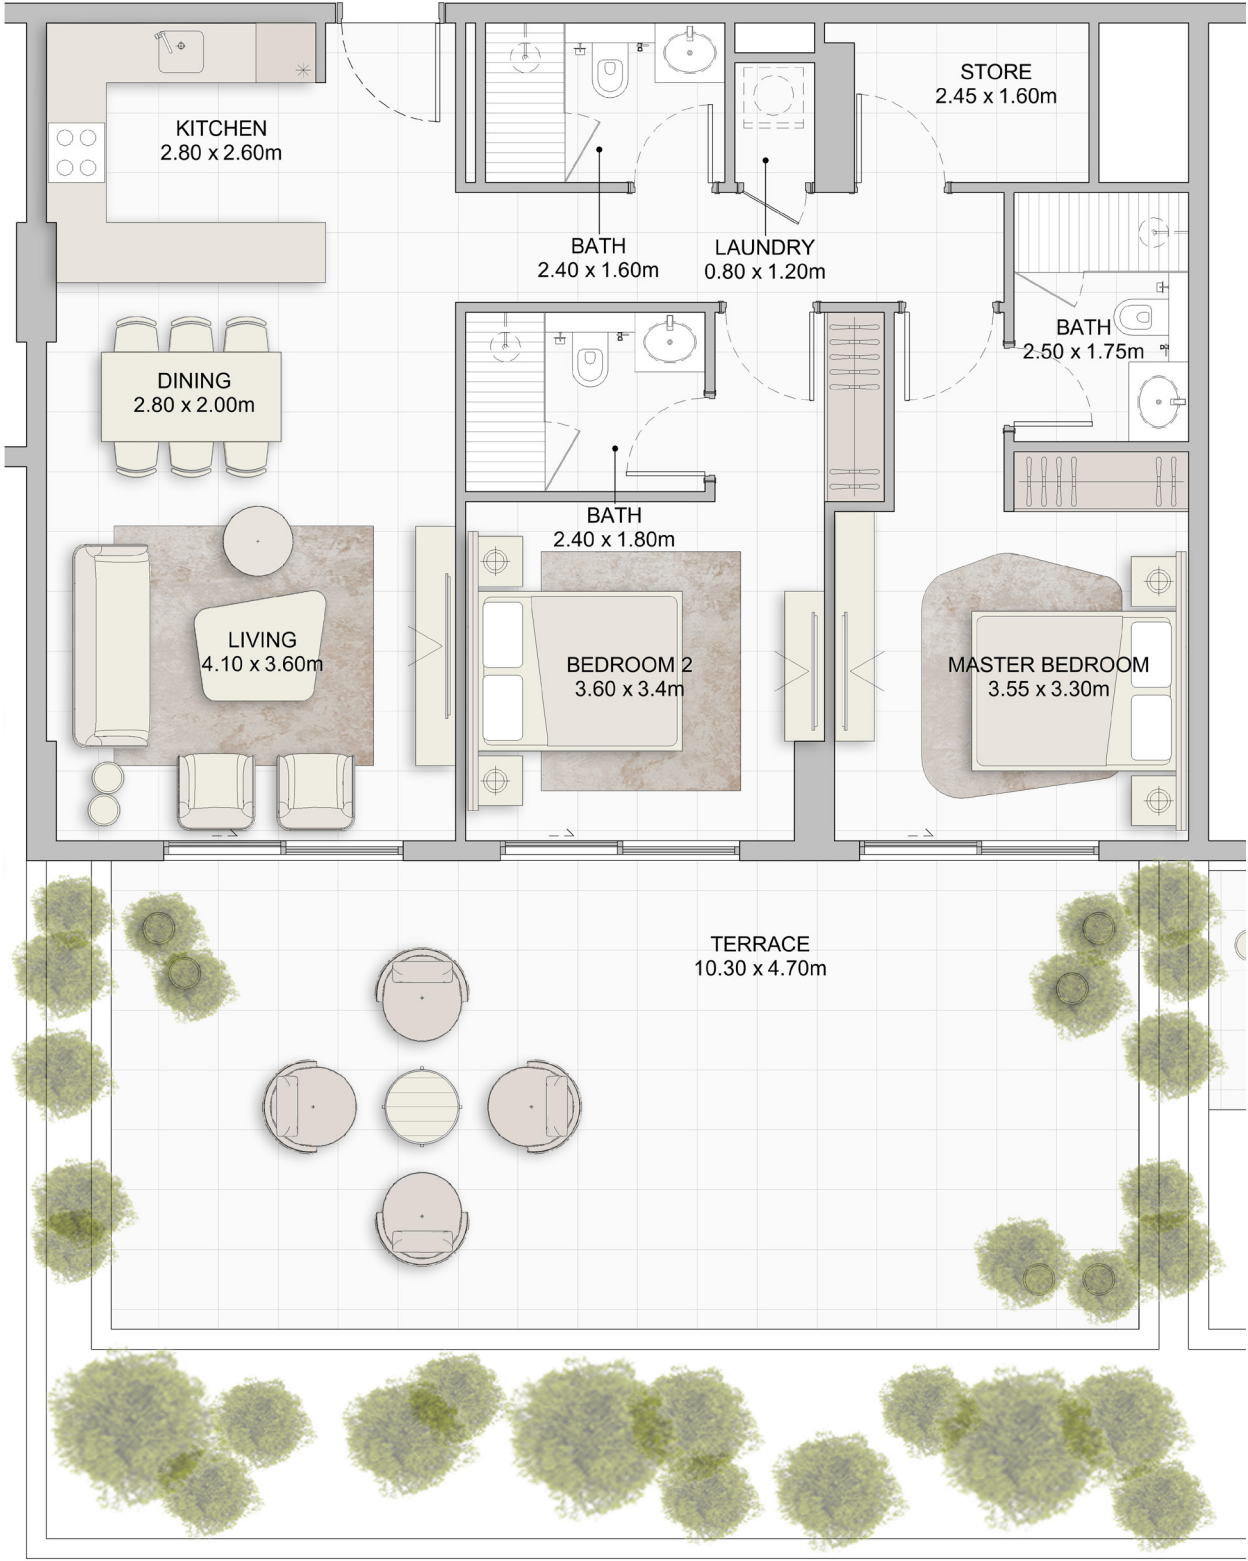 STORE
2.45 x 1.60m
KITCHEN
2.80 x 2.60m
BATH
2.40 x 1.60m
LAUNDRY
0.80 x 1.20m
BATH
2.50 x 1.75m
DINING
2.80 x 2.00m
BATH
2.40 x 1.80m
LIVING
4.10 x 3.60m
BEDROOM 2
3.60 x 3.4m
MASTER BEDROOM
3.55 x 3.30m
TERRACE
10.30 x 4.70m